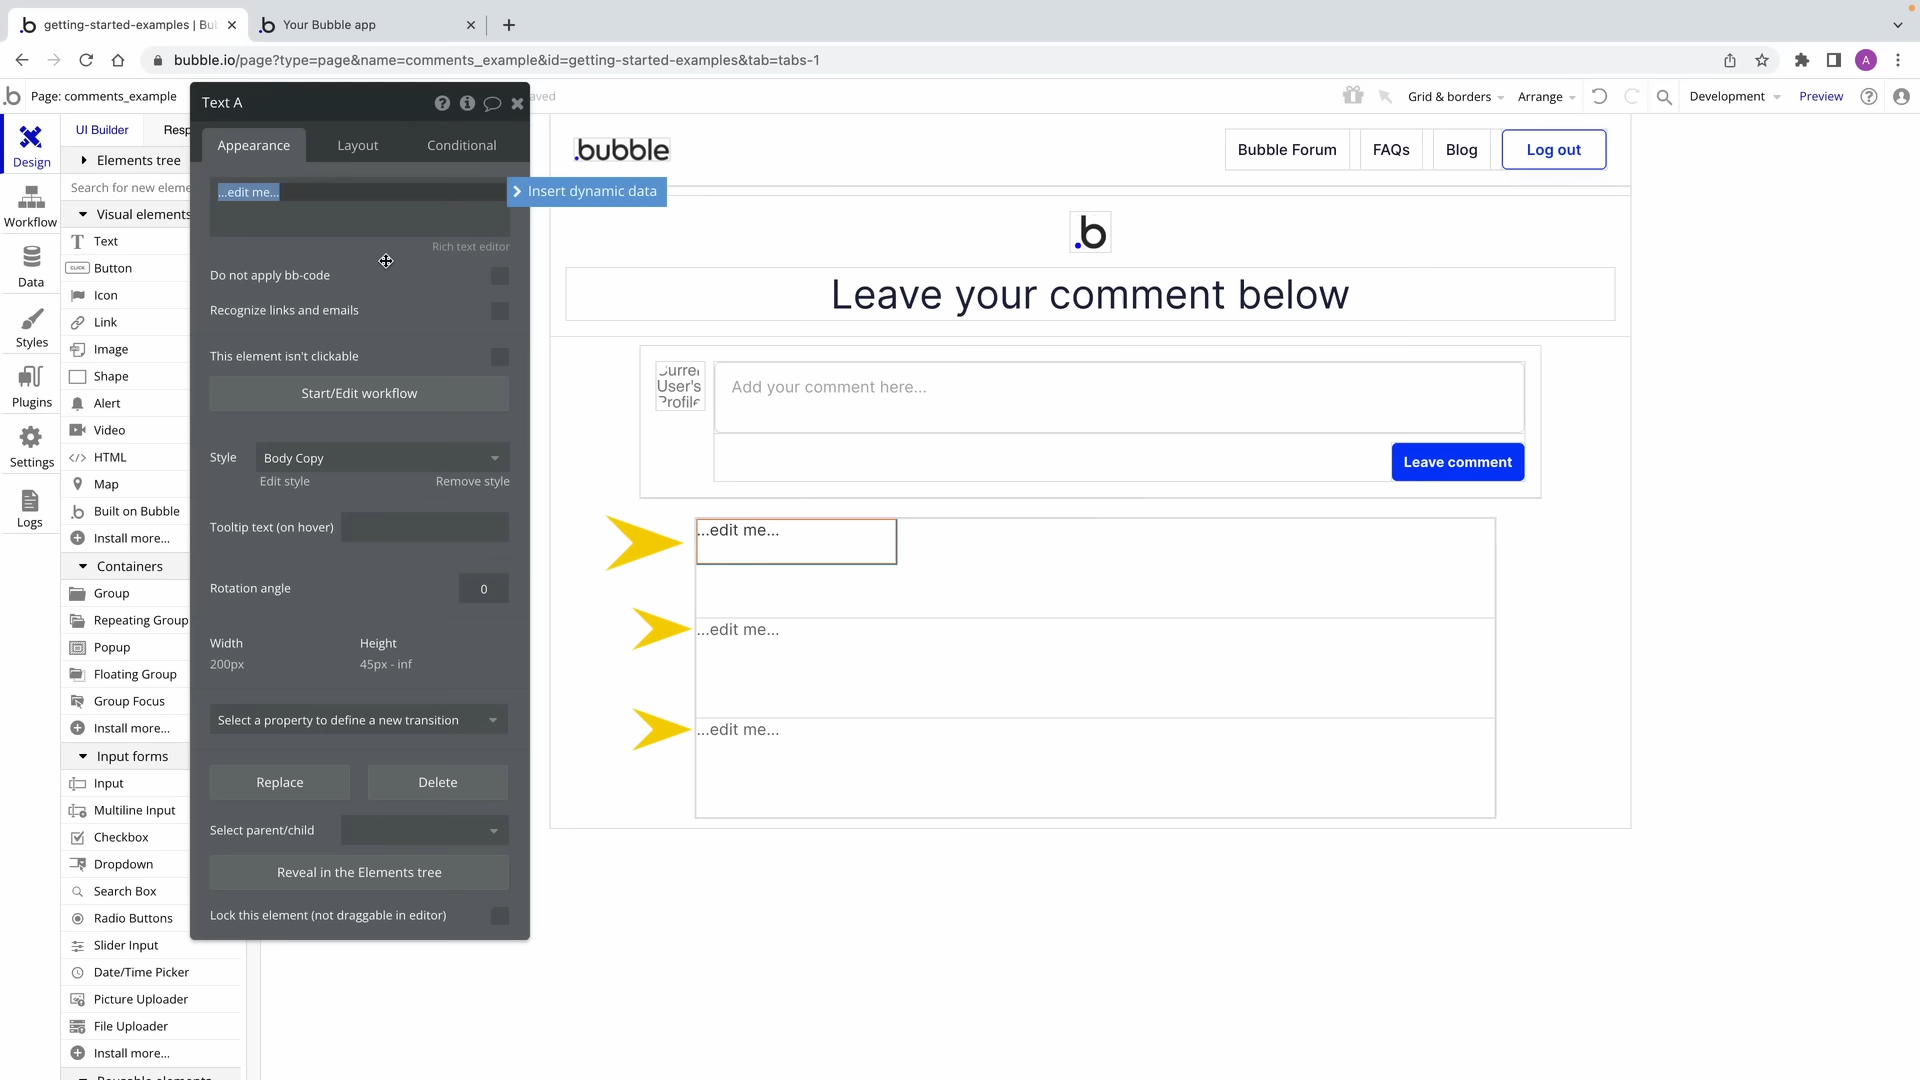 getting-started-examples | Bu
Your Bubble app
bubble.io/page?type=page&name=comments_example&id=getting-started-examples&tab=tabs-1
A
Page: comments_example
Grid & borders
Arrange
Development
Preview
Design
Workflow
Data
Styles
Plugins
Settings
Logs
UI Builder
Resp
Elements tree
Search for new eleme
Visual elements
Text
Button
Icon
Link
Image
Shape
Alert
Video
HTML
Map
Built on Bubble
Install more...
Containers
Group
Repeating Group
Popup
Floating Group
Group Focus
Install more...
Input forms
Input
Multiline Input
Checkbox
Dropdown
Search Box
Radio Buttons
Slider Input
Date/Time Picker
Picture Uploader
File Uploader
Install more...
Text A
Appearance
Layout
Conditional
...edit me...
Insert dynamic data
Rich text editor
Do not apply bb-code
Recognize links and emails
This element isn't clickable
Start/Edit workflow
Style
Body Copy
Edit style
Remove style
Tooltip text (on hover)
Rotation angle
0
Width
Height
200px
45px - inf
Select a property to define a new transition
Replace
Delete
Select parent/child
Reveal in the Elements tree
Lock this element (not draggable in editor)
.bubble
Bubble Forum
FAQs
Blog
Log out
.b
Leave your comment below
User's
Add your comment here...
Leave comment
...edit me...
...edit me...
...edit me...